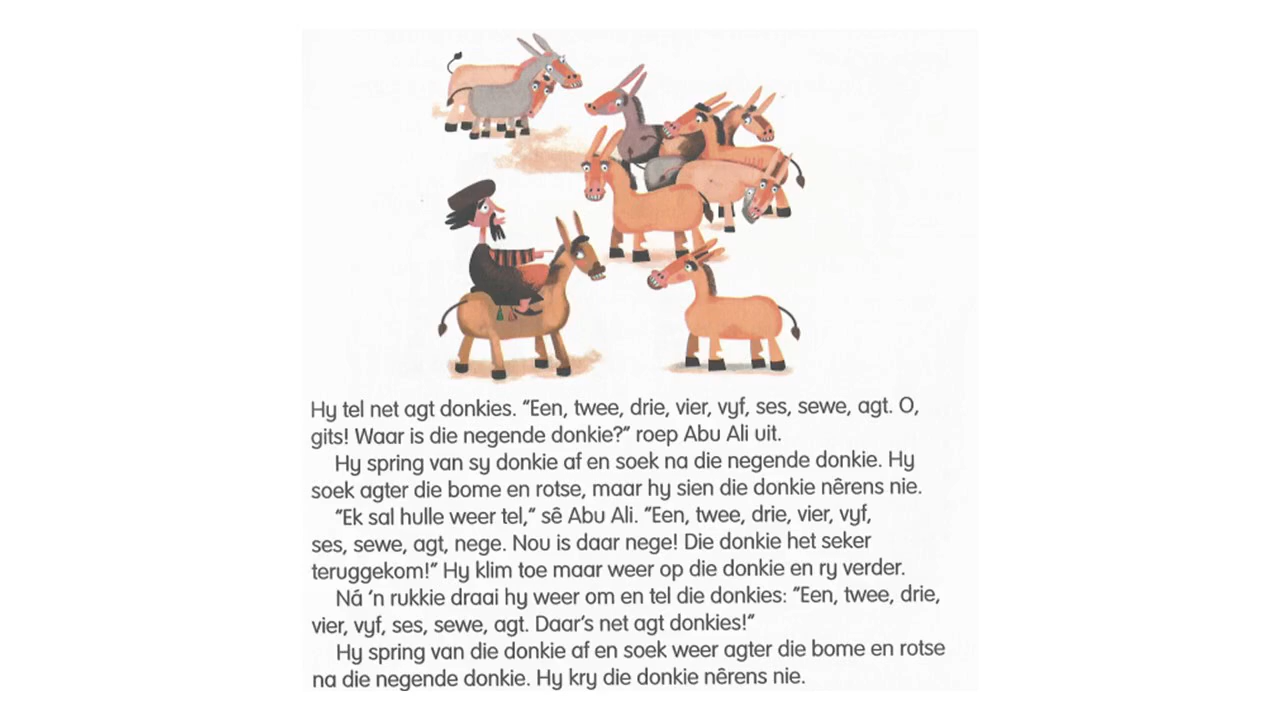 Hy tel net agt donkies. “Een, twee, drie, vier, vyf, ses, sewe, agt. O,
gits! Waar is die negende donkie?” roep Abu Ali uit.
Hy spring van sy donkie af en soek na die negende donkie. Hy
soek agter die bome en rotse, maar hy sien die donkie nêrens nie.
“Ek sal hulle weer tel,” sê Abu Ali. “Een, twee, drie, vier, vyf,
ses, sewe, agt, nege. Nou is daar nege! Die donkie het seker
teruggekom!” Hy klim toe maar weer op die donkie en ry verder.
Ná ’n rukkie draai hy weer om en tel die donkies: “Een, twee, drie,
vier, vyf, ses, sewe, agt. Daar’s net agt donkies!”
Hy spring van die donkie af en soek weer agter die bome en rotse
na die negende donkie. Hy kry die donkie nêrens nie.